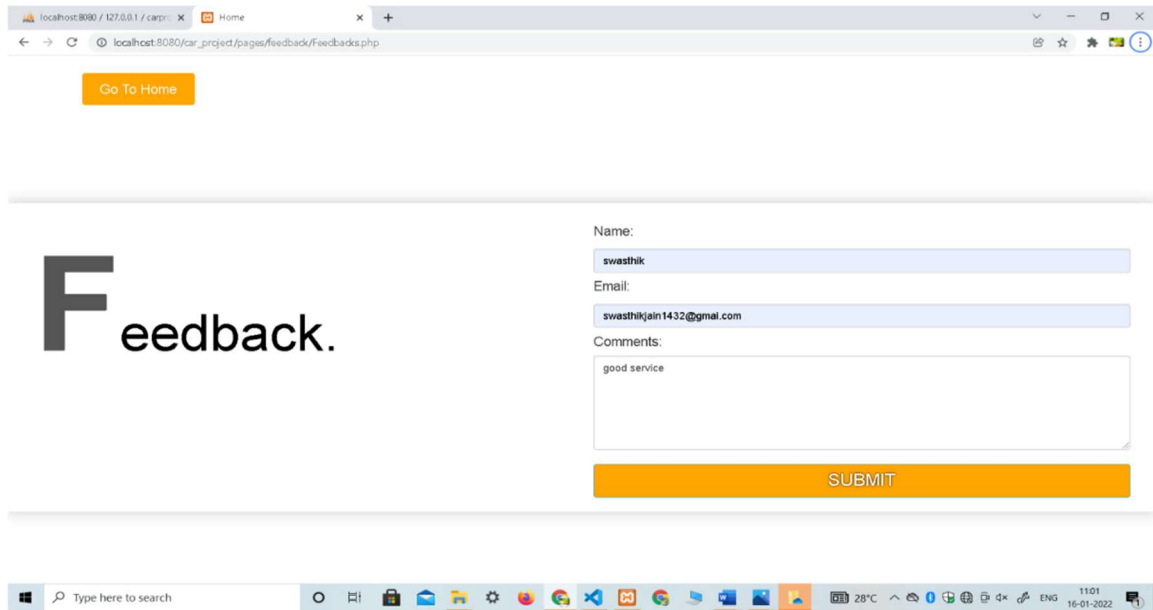 localhost:8080 / 127.0.0.1 / carpro
Home
localhost:8080/car_project/pages/feedback/Feedbacks.php
Go To Home
Feedback.
Name:
swasthik
Email:
swasthikjain1432@gmai.com
Comments:
good service
SUBMIT
Type here to search
28°C
ENG
11:01
16-01-2022